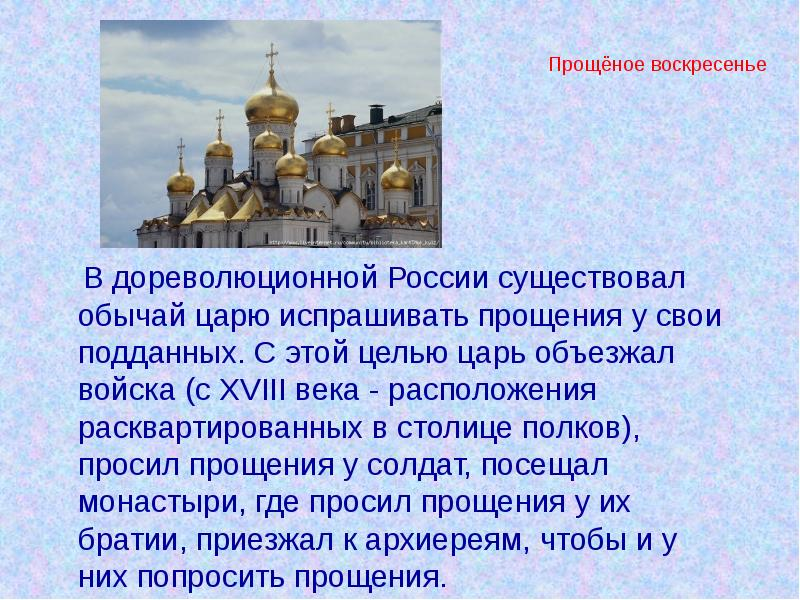 Прощёное воскресенье
В дореволюционной России существовал
обычай царю испрашивать прощения у свои
подданных. С этой целью царь объезжал
войска (с XVIII века - расположения
расквартированных в столице полков),
просил прощения у солдат, посещал
монастыри, где просил прощения у их
братии, приезжал к архиереям, чтобы и у
них попросить прощения.